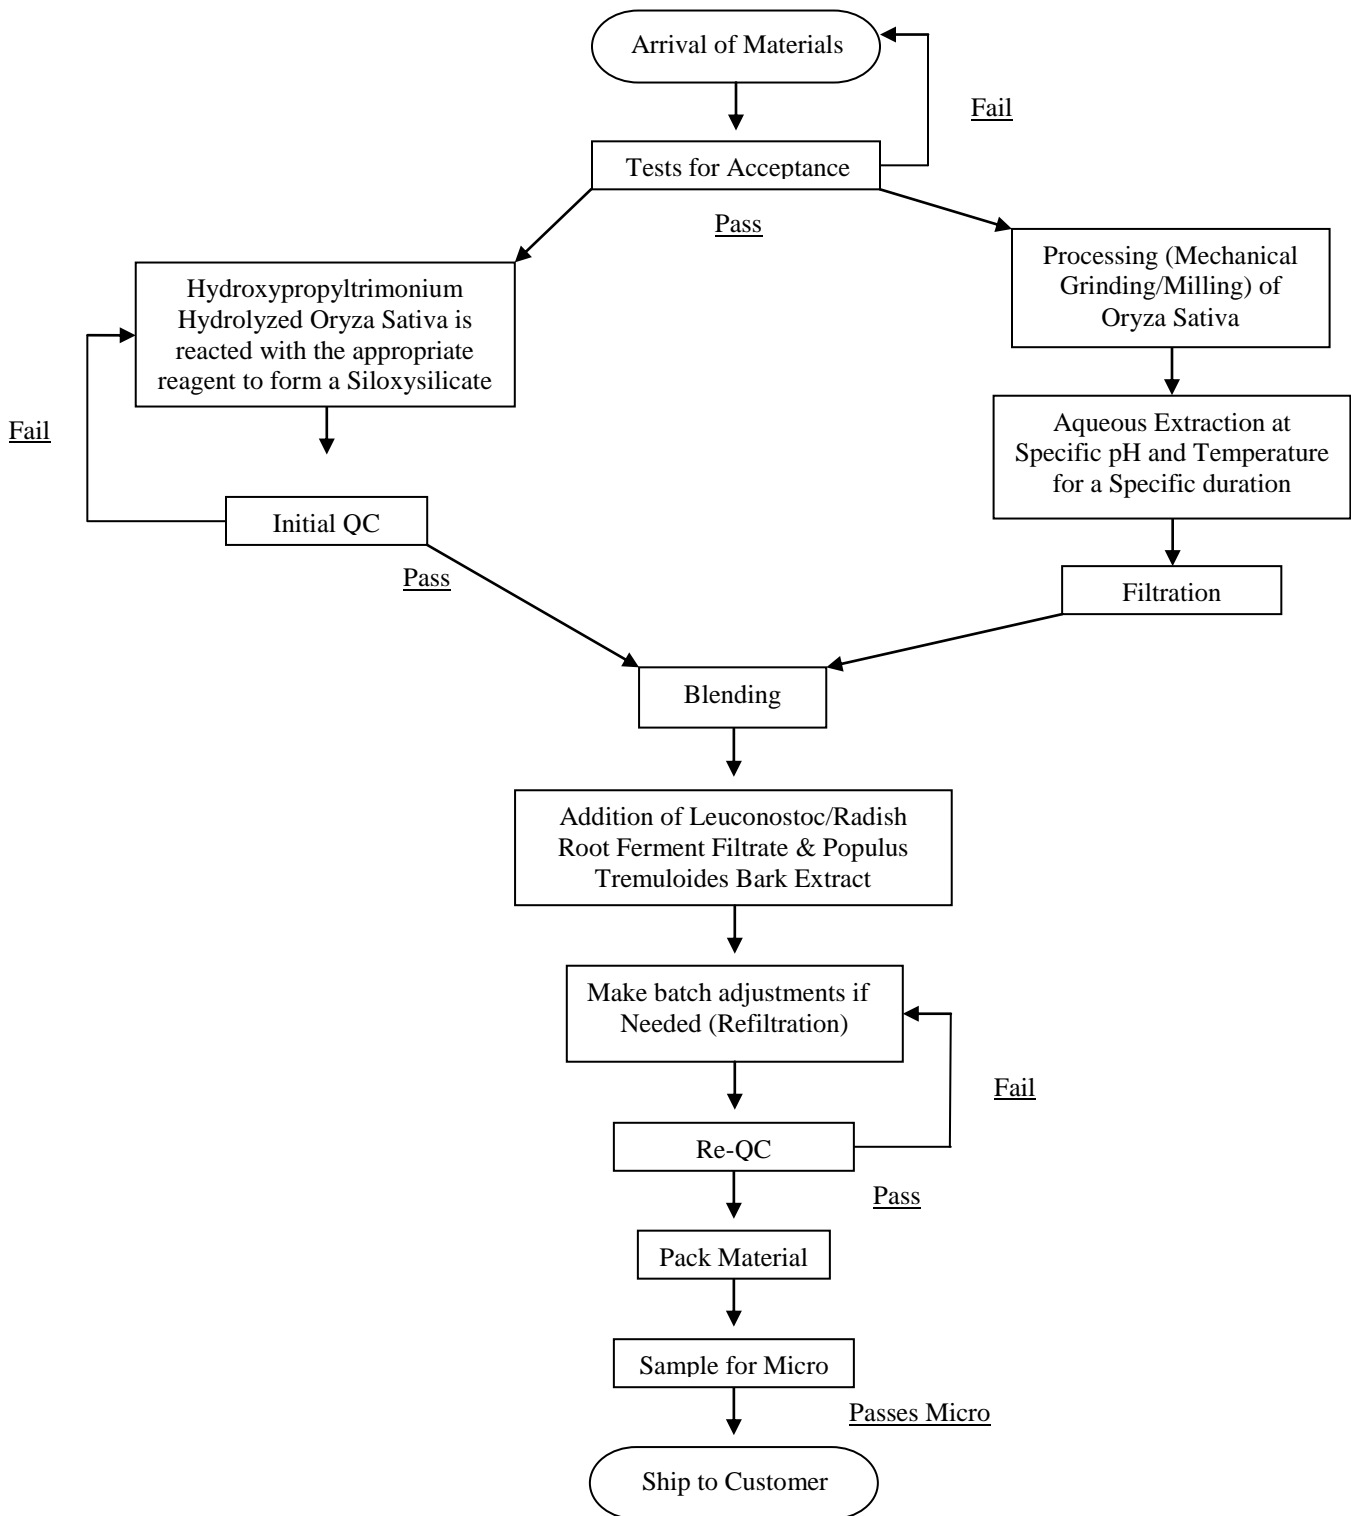 Arrival of Materials
Fail
Tests for Acceptance
Pass
Hydroxypropyltrimonium
Hydrolyzed Oryza Sativa is
reacted with the appropriate
reagent to form a Siloxysilicate
Processing (Mechanical
Grinding/Milling) of
Oryza Sativa
Fail
Aqueous Extraction at
Specific pH and Temperature
for a Specific duration
Initial QC
Pass
Filtration
Blending
Addition of Leuconostoc/Radish
Root Ferment Filtrate & Populus
Tremuloides Bark Extract
Make batch adjustments if
Needed (Refiltration)
Fail
Re-QC
Pass
Pack Material
Sample for Micro
Passes Micro
Ship to Customer